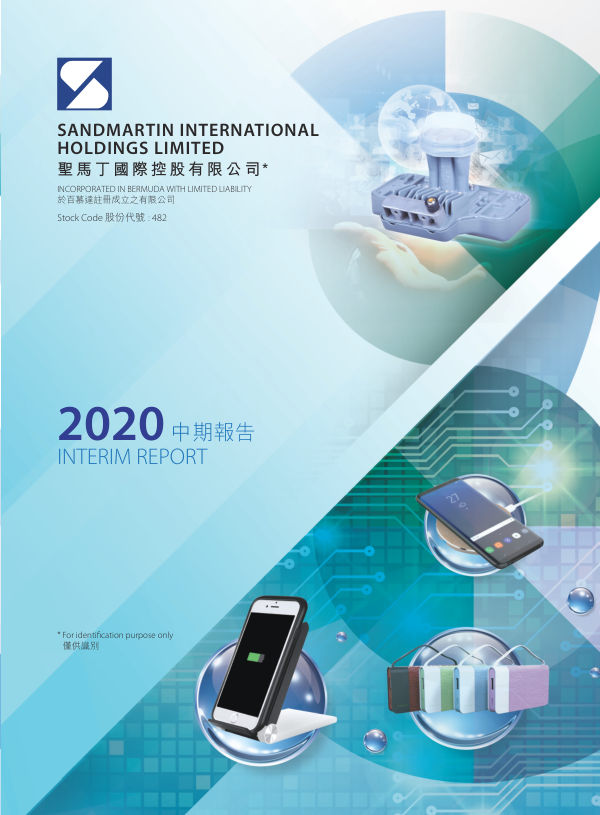 SANDMARTIN INTERNATIONAL
HOLDINGS LIMITED
聖馬丁國際控股有限公司*
INCORPORATED IN BERMUDA WITH LIMITED LIABILITY
於百慕達註冊成立之有限公司
Stock Code 股份代號 : 482
2020 中期報告
INTERIM REPORT
27
* For identification purpose only
僅供識別